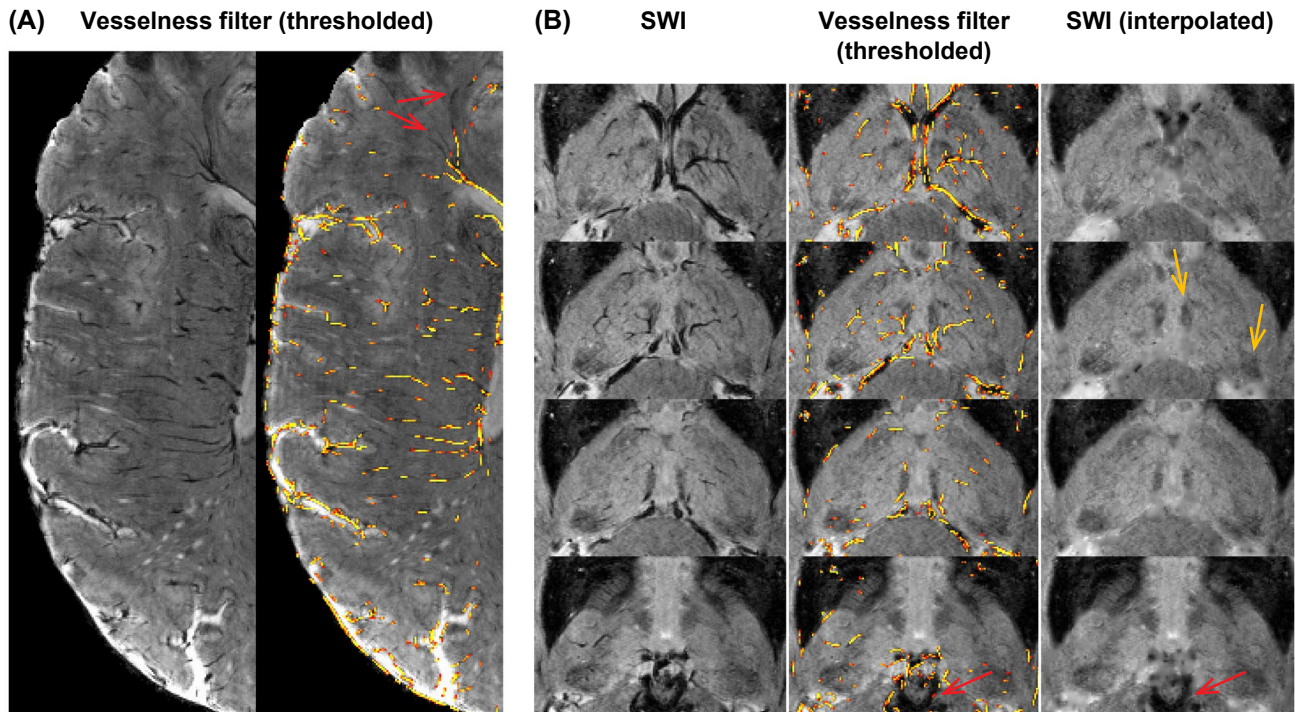 (A) Vesselness filter (thresholded)
(B) SWI Vesselness filter SWI (interpolated)
(thresholded)